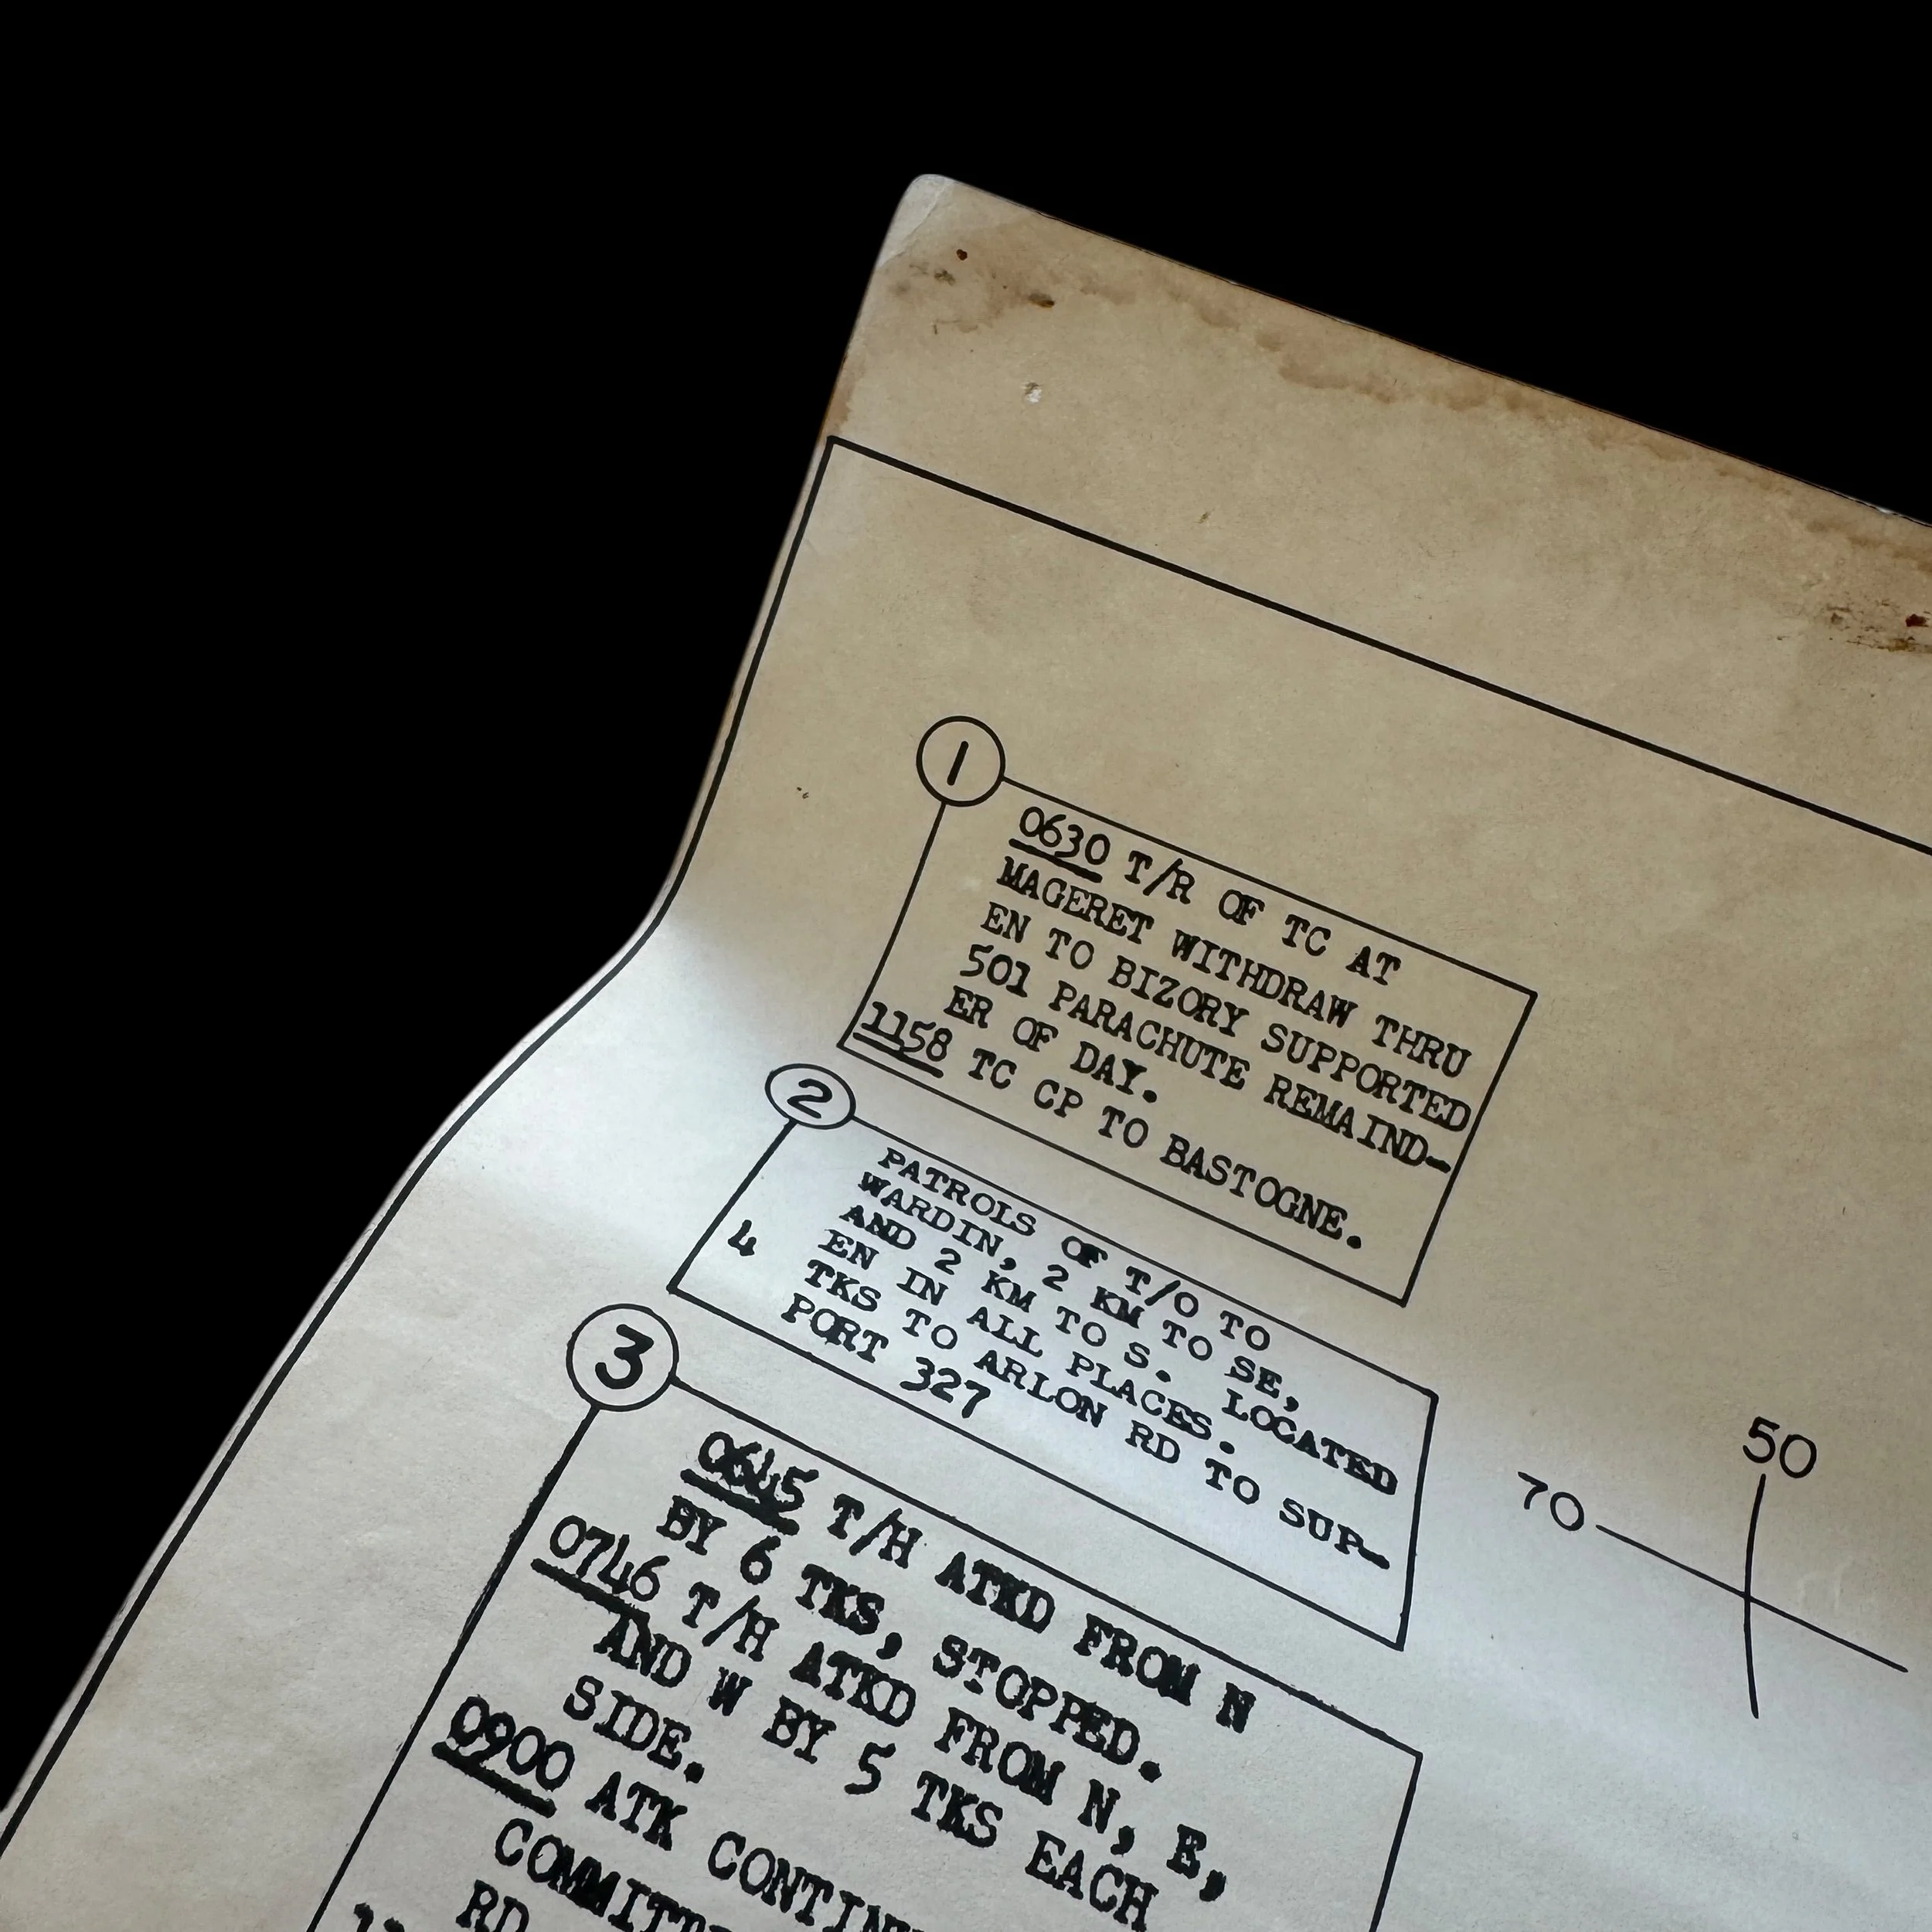 1
0630 T/R OF TC AT
MAGERET WITHDRAW THRU
EN TO BIZORY SUPPORTED
501 PARACHUTE REMAIND-
ER OF DAY.
1158 TC CP TO BASTOGNE.
2
PATROLS OF T/O TO
WARDIN, 2 KM TO SE,
AND 2 KM TO S. LOCATED
EN IN ALL PLACES.
4 TKS TO ARLON RD TO SUP-
PORT 327
3
0645 T/H ATKD FROM N
BY 6 TKS, STOPPED.
0746 T/H ATKD FROM N, E,
AND W BY 5 TKS EACH
SIDE.
0900 ATK
RD
50
70